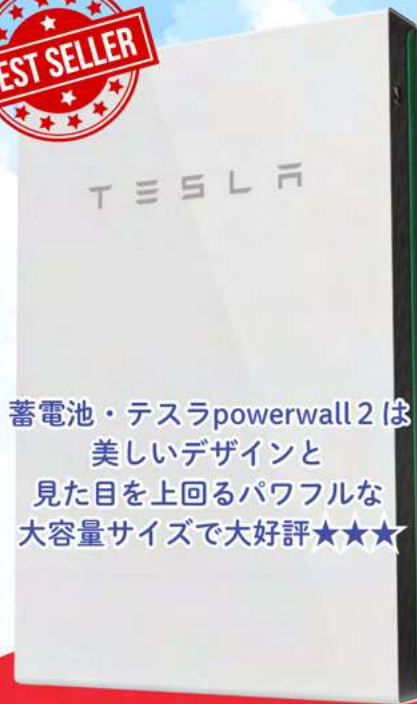 BEST SELLER
TESLA
蓄電池・テスラpowerwall２は
美しいデザインと
見た目を上回るパワフルな
大容量サイズで大好評★★★